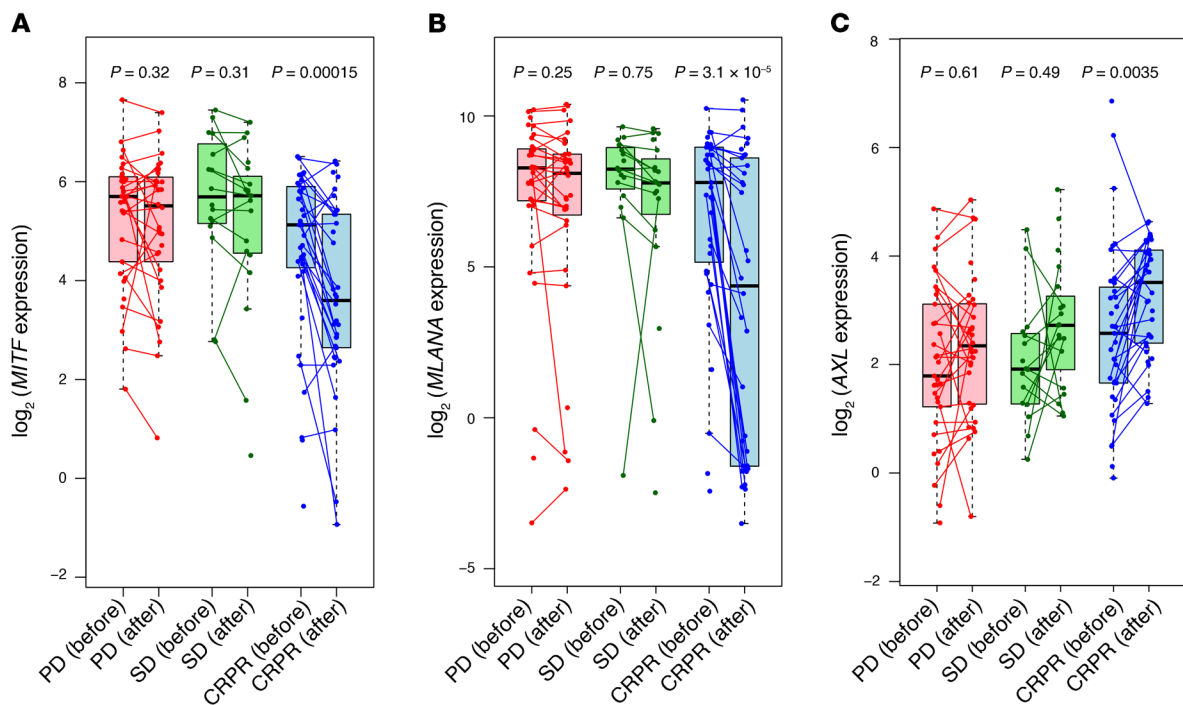 A
B
C
P = 0.32
P = 0.31
P = 0.00015
log₂ (MITF expression)
8
6
4
2
0
−2
PD (before)
PD (after)
SD (before)
SD (after)
CRPR (before)
CRPR (after)
P = 0.25
P = 0.75
P = 3.1 × 10⁻⁵
log₂ (MLANA expression)
10
5
0
−5
PD (before)
PD (after)
SD (before)
SD (after)
CRPR (before)
CRPR (after)
P = 0.61
P = 0.49
P = 0.0035
log₂ (AXL expression)
8
6
4
2
0
−2
PD (before)
PD (after)
SD (before)
SD (after)
CRPR (before)
CRPR (after)